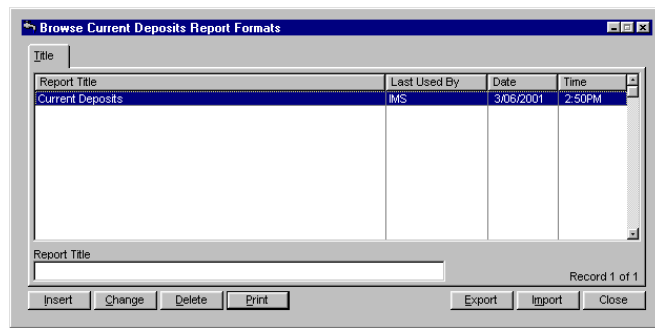 Browse Current Deposits Report Formats
Title
Report Title Last Used By Date Time
Current Deposits IMS 3/06/2001 2:50PM
Report Title
Record 1 of 1
Insert Change Delete Print Export Import Close